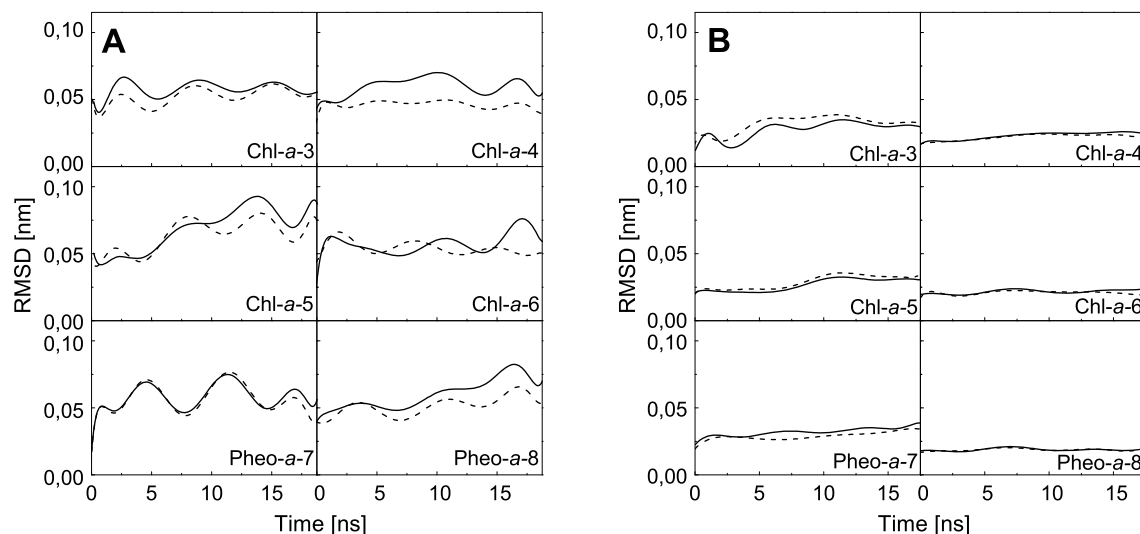 A
B
RMSD [nm]
0,10
0,05
0,00
Chl-a-3
Chl-a-4
0,10
0,05
0,00
Chl-a-5
Chl-a-6
0,10
0,05
0,00
Pheo-a-7
Pheo-a-8
0 5 10 15 0 5 10 15
Time [ns]
RMSD [nm]
0,10
0,05
0,00
Chl-a-3
Chl-a-4
0,10
0,05
0,00
Chl-a-5
Chl-a-6
0,10
0,05
0,00
Pheo-a-7
Pheo-a-8
0 5 10 15 0 5 10 15
Time [ns]